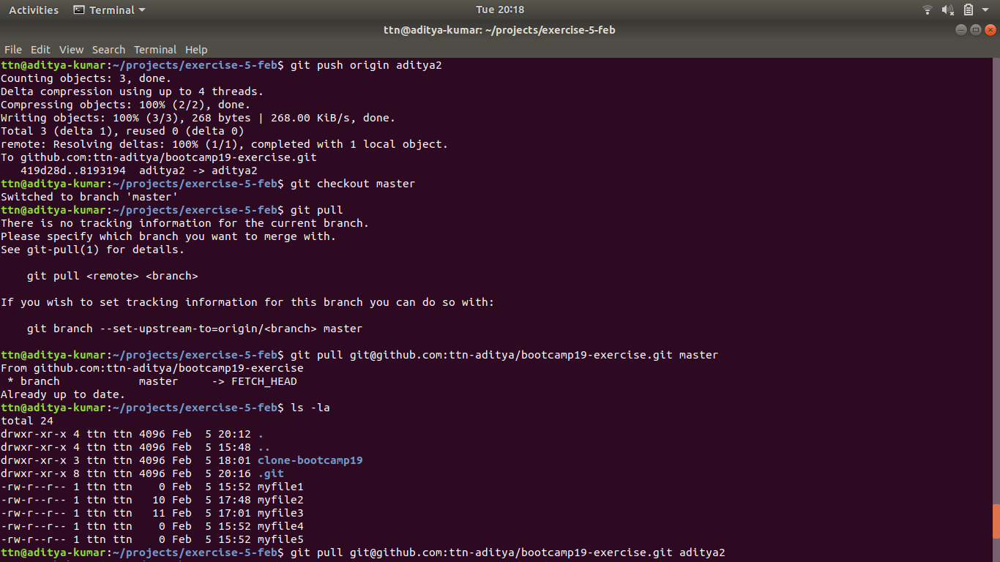 Activities Terminal Tue 20:18
ttn@aditya-kumar: ~/projects/exercise-5-feb
File Edit View Search Terminal Help
ttn@aditya-kumar:~/projects/exercise-5-feb$ git push origin aditya2
Counting objects: 3, done.
Delta compression using up to 4 threads.
Compressing objects: 100% (2/2), done.
Writing objects: 100% (3/3), 268 bytes | 268.00 KiB/s, done.
Total 3 (delta 1), reused 0 (delta 0)
remote: Resolving deltas: 100% (1/1), completed with 1 local object.
To github.com:ttn-aditya/bootcamp19-exercise.git
   419d28d..8193194  aditya2 -> aditya2
ttn@aditya-kumar:~/projects/exercise-5-feb$ git checkout master
Switched to branch 'master'
ttn@aditya-kumar:~/projects/exercise-5-feb$ git pull
There is no tracking information for the current branch.
Please specify which branch you want to merge with.
See git-pull(1) for details.
    git pull <remote> <branch>
If you wish to set tracking information for this branch you can do so with:
    git branch --set-upstream-to=origin/<branch> master
ttn@aditya-kumar:~/projects/exercise-5-feb$ git pull git@github.com:ttn-aditya/bootcamp19-exercise.git master
From github.com:ttn-aditya/bootcamp19-exercise
 * branch            master     -> FETCH_HEAD
Already up to date.
ttn@aditya-kumar:~/projects/exercise-5-feb$ ls -la
total 24
drwxr-xr-x 4 ttn ttn 4096 Feb  5 20:12 .
drwxr-xr-x 4 ttn ttn 4096 Feb  5 15:48 ..
drwxr-xr-x 3 ttn ttn 4096 Feb  5 18:01 clone-bootcamp19
drwxr-xr-x 8 ttn ttn 4096 Feb  5 20:16 .git
-rw-r--r-- 1 ttn ttn    0 Feb  5 15:52 myfile1
-rw-r--r-- 1 ttn ttn   10 Feb  5 17:48 myfile2
-rw-r--r-- 1 ttn ttn   11 Feb  5 17:01 myfile3
-rw-r--r-- 1 ttn ttn    0 Feb  5 15:52 myfile4
-rw-r--r-- 1 ttn ttn    0 Feb  5 15:52 myfile5
ttn@aditya-kumar:~/projects/exercise-5-feb$ git pull git@github.com:ttn-aditya/bootcamp19-exercise.git aditya2